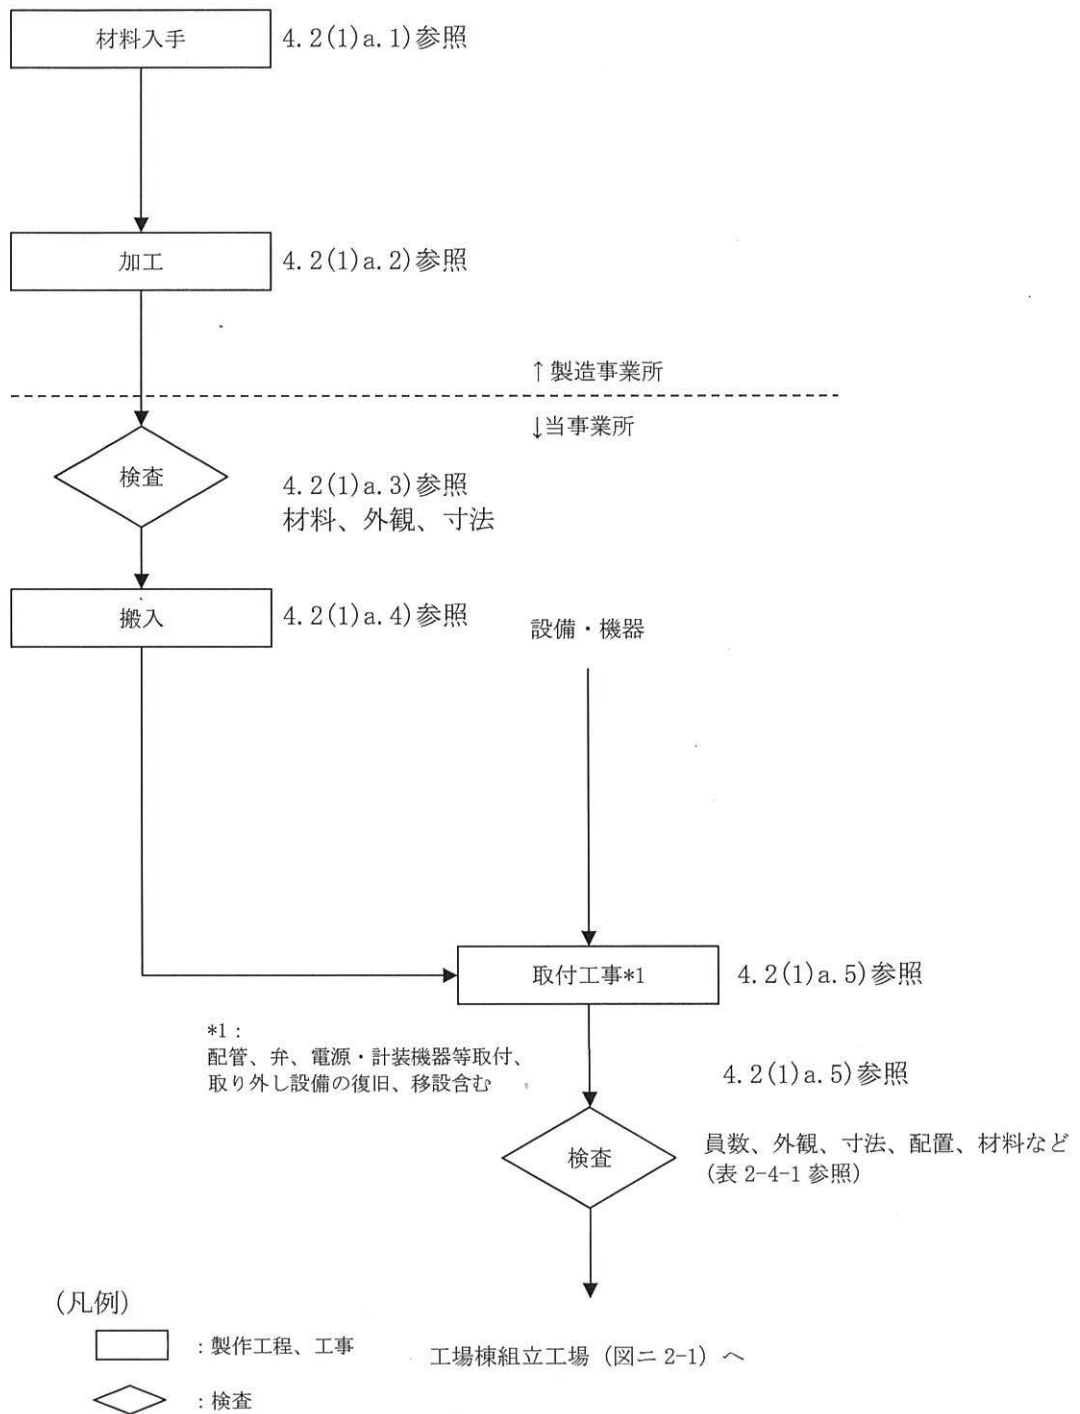 材料入手
4.2(1)a.1)参照
加工
4.2(1)a.2)参照
↑製造事業所
↓当事業所
検査
4.2(1)a.3)参照
材料、外観、寸法
搬入
4.2(1)a.4)参照
設備・機器
取付工事*1
4.2(1)a.5)参照
*1:
配管、弁、電源・計装機器等取付、
取り外し設備の復旧、移設含む
4.2(1)a.5)参照
検査
員数、外観、寸法、配置、材料など
(表 2-4-1 参照)
(凡例)
:製作工程、工事
工場棟組立工場(図ニ 2-1)へ
:検査